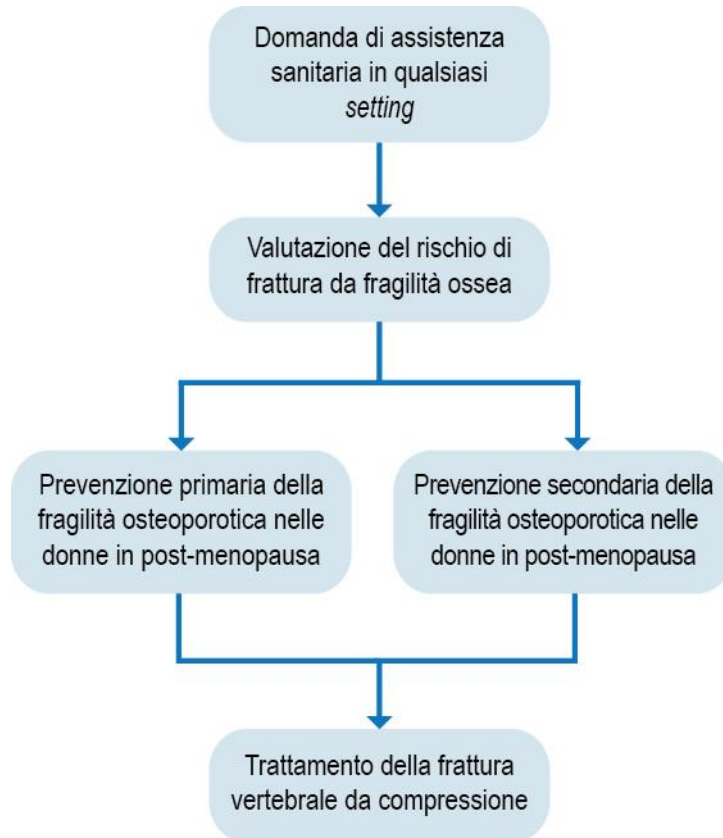 Domanda di assistenza
sanitaria in qualsiasi
setting
Valutazione del rischio di
frattura da fragilità ossea
Prevenzione primaria della
fragilità osteoporotica nelle
donne in post-menopausa
Prevenzione secondaria della
fragilità osteoporotica nelle
donne in post-menopausa
Trattamento della frattura
vertebrale da compressione